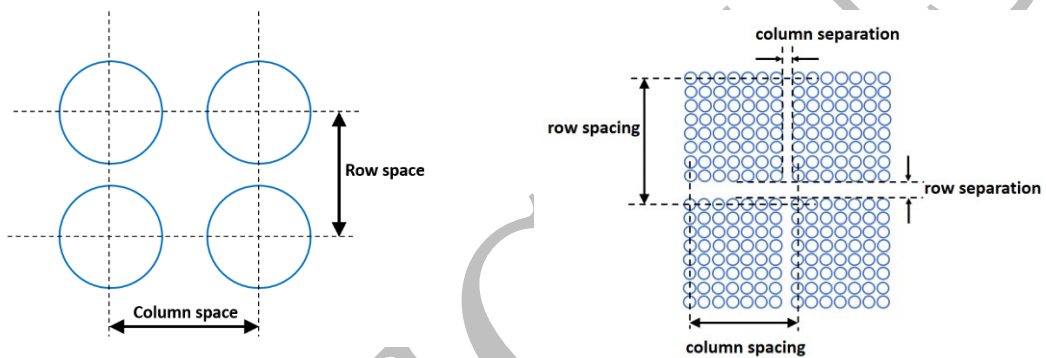 Row space
Column space
column separation
row spacing
row separation
column spacing